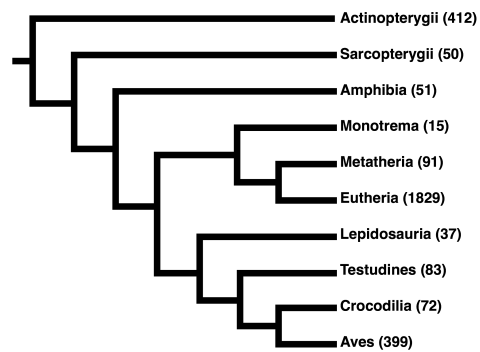 Actinopterygii (412)
Sarcopterygii (50)
Amphibia (51)
Monotrema (15)
Metatheria (91)
Eutheria (1829)
Lepidosauria (37)
Testudines (83)
Crocodilia (72)
Aves (399)